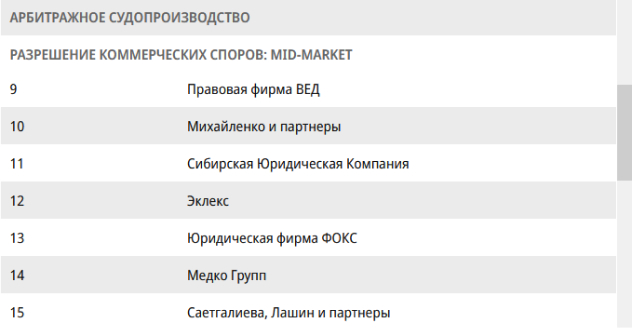 АРБИТРАЖНОЕ СУДОПРОИЗВОДСТВО
РАЗРЕШЕНИЕ КОММЕРЧЕСКИХ СПОРОВ: MID-MARKET
9 Правовая фирма ВЕД
10 Михайленко и партнеры
11 Сибирская Юридическая Компания
12 Эклекс
13 Юридическая фирма ФОКС
14 Медко Групп
15 Саетгалиева, Лашин и партнеры